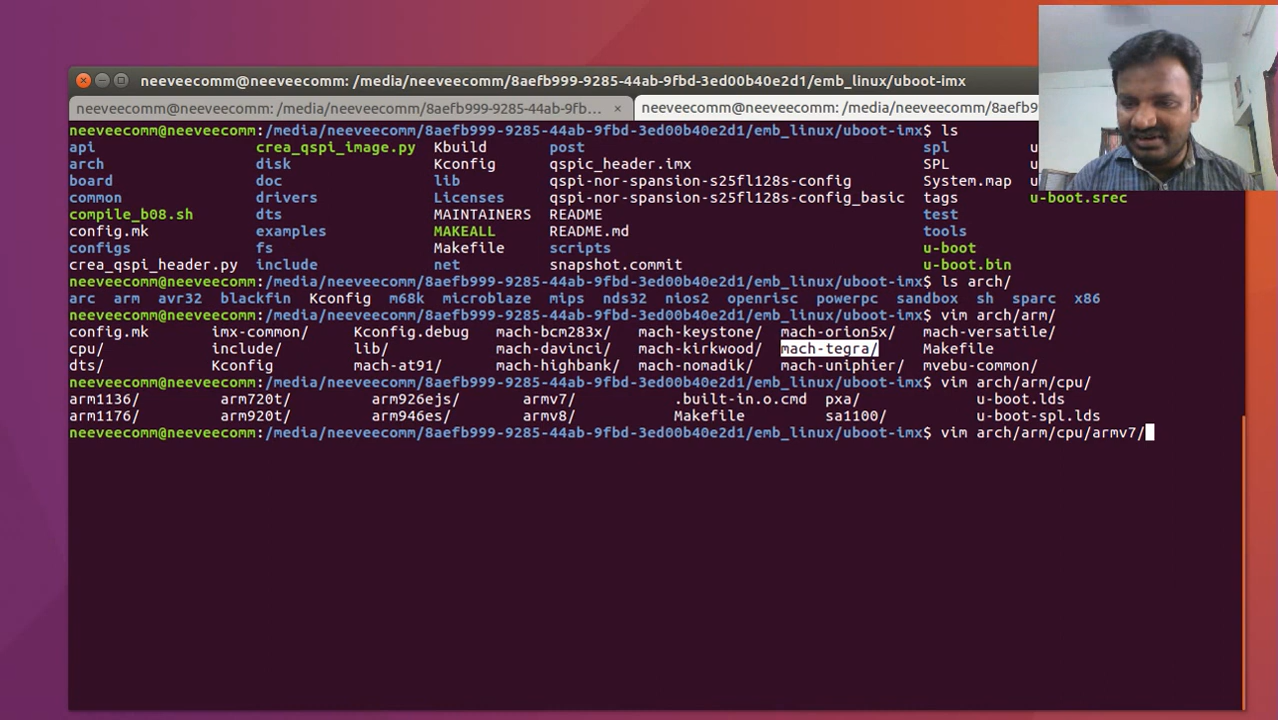 neeveecomm@neeveecomm: /media/neeveecomm/8aefb999-9285-44ab-9fbd-3ed00b40e2d1/emb_linux/uboot-imx
neeveecomm@neeveecomm: /media/neeveecomm/8aefb999-9285-44ab-9fb... × neeveecomm@neeveecomm: /media/neeveecomm/8aefb9
neeveecomm@neeveecomm:/media/neeveecomm/8aefb999-9285-44ab-9fbd-3ed00b40e2d1/emb_linux/uboot-imx$ ls
api crea_qspi_image.py Kbuild post spl u
arch disk Kconfig qspic_header.imx SPL u
board doc lib qspi-nor-spansion-s25fl128s-config System.map u
common drivers Licenses qspi-nor-spansion-s25fl128s-config_basic tags u-boot.srec
compile_b08.sh dts MAINTAINERS README test
config.mk examples MAKEALL README.md tools
configs fs Makefile scripts u-boot
crea_qspi_header.py include net snapshot.commit u-boot.bin
neeveecomm@neeveecomm:/media/neeveecomm/8aefb999-9285-44ab-9fbd-3ed00b40e2d1/emb_linux/uboot-imx$ ls arch/
arc arm avr32 blackfin Kconfig m68k microblaze mips nds32 nios2 openrisc powerpc sandbox sh sparc x86
neeveecomm@neeveecomm:/media/neeveecomm/8aefb999-9285-44ab-9fbd-3ed00b40e2d1/emb_linux/uboot-imx$ vim arch/arm/
config.mk imx-common/ Kconfig.debug mach-bcm283x/ mach-keystone/ mach-orion5x/ mach-versatile/
cpu/ include/ lib/ mach-davinci/ mach-kirkwood/ mach-tegra/ Makefile
dts/ Kconfig mach-at91/ mach-highbank/ mach-nomadik/ mach-uniphier/ mvebu-common/
neeveecomm@neeveecomm:/media/neeveecomm/8aefb999-9285-44ab-9fbd-3ed00b40e2d1/emb_linux/uboot-imx$ vim arch/arm/cpu/
arm1136/ arm720t/ arm926ejs/ armv7/ .built-in.o.cmd pxa/ u-boot.lds
arm1176/ arm920t/ arm946es/ armv8/ Makefile sa1100/ u-boot-spl.lds
neeveecomm@neeveecomm:/media/neeveecomm/8aefb999-9285-44ab-9fbd-3ed00b40e2d1/emb_linux/uboot-imx$ vim arch/arm/cpu/armv7/